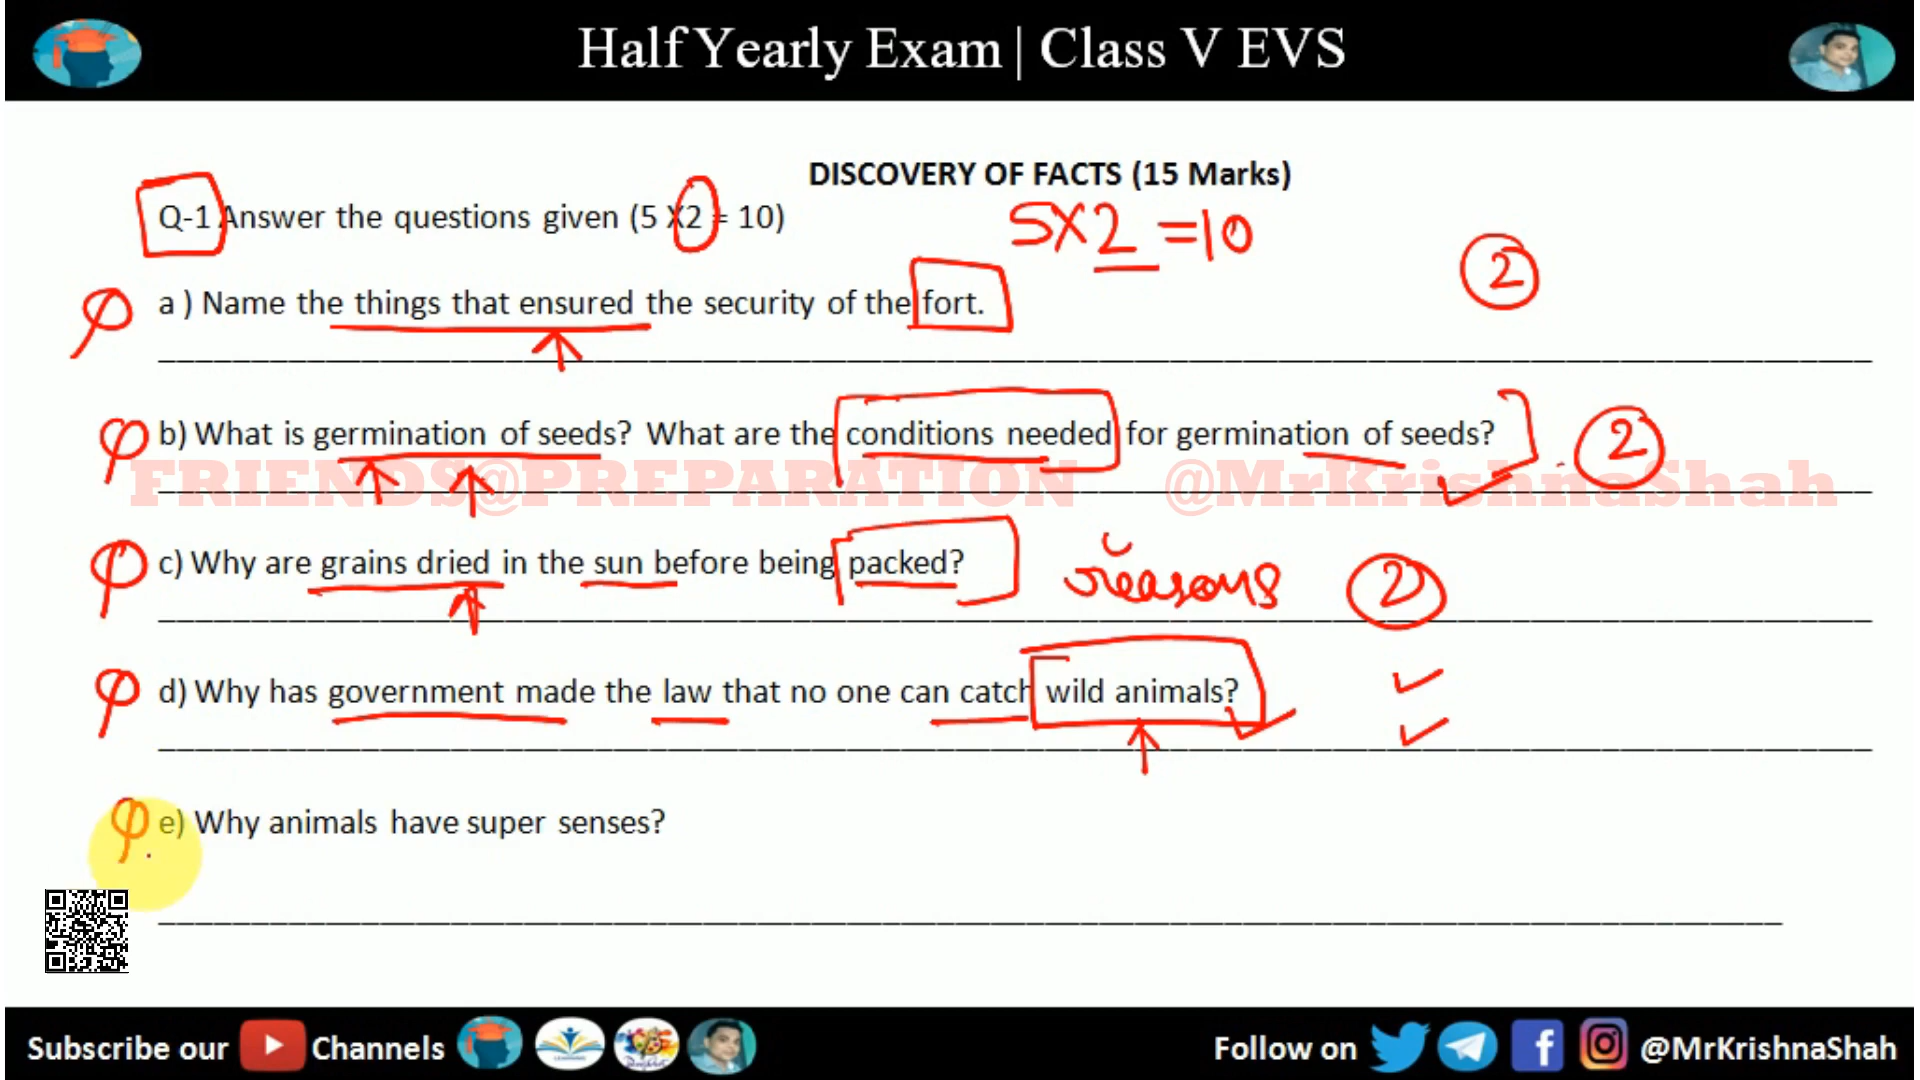 Half Yearly Exam | Class V EVS
DISCOVERY OF FACTS (15 Marks)
Q-1 Answer the questions given (5 X2 = 10)
5X2 =10
2
a ) Name the things that ensured the security of the fort.
b) What is germination of seeds? What are the conditions needed for germination of seeds?
2
FRIENDS@PREPARATION @MrKrishnaShah
c) Why are grains dried in the sun before being packed?
reasons 2
d) Why has government made the law that no one can catch wild animals?
e) Why animals have super senses?
Subscribe our Channels Follow on @MrKrishnaShah